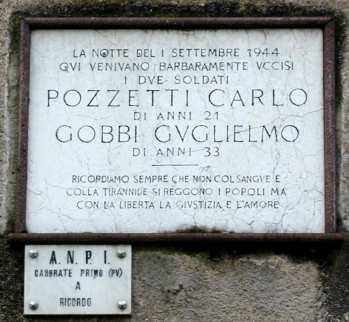 LA NOTTE DEL 1 SETTEMBRE 1944
QVI VENIVANO BARBARAMENTE VCCISI
I DVE SOLDATI
POZZETTI CARLO
DI ANNI 21
GOBBI GVGLIELMO
DI ANNI 33
RICORDIAMO SEMPRE CHE NON COL SANGVE E
COLLA TIRANNIDE SI REGGONO I POPOLI MA
CON LA LIBERTA LA GIVSTIZIA E L'AMORE
A.N.P.I.
CARBRATE PRIMO (PV)
A
RICORDO